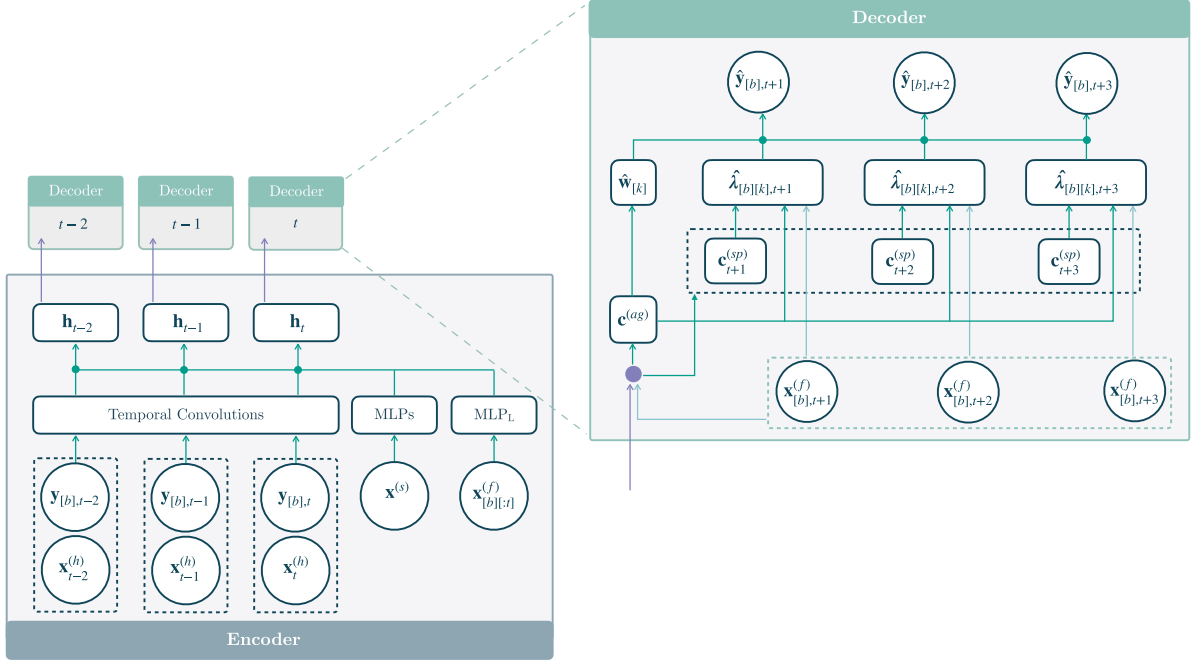 Decoder
ŷ[b],t+1 ŷ[b],t+2 ŷ[b],t+3
ŵ[k] λ̂[b][k],t+1 λ̂[b][k],t+2 λ̂[b][k],t+3
c(sp)t+1 c(sp)t+2 c(sp)t+3
c(ag)
x(f)[b],t+1 x(f)[b],t+2 x(f)[b],t+3
Decoder Decoder Decoder
t−2 t−1 t
ht−2 ht−1 ht
Temporal Convolutions MLPs MLPL
y[b],t−2 y[b],t−1 y[b],t x(s) x(f)[b][:t]
x(h)t−2 x(h)t−1 x(h)t
Encoder